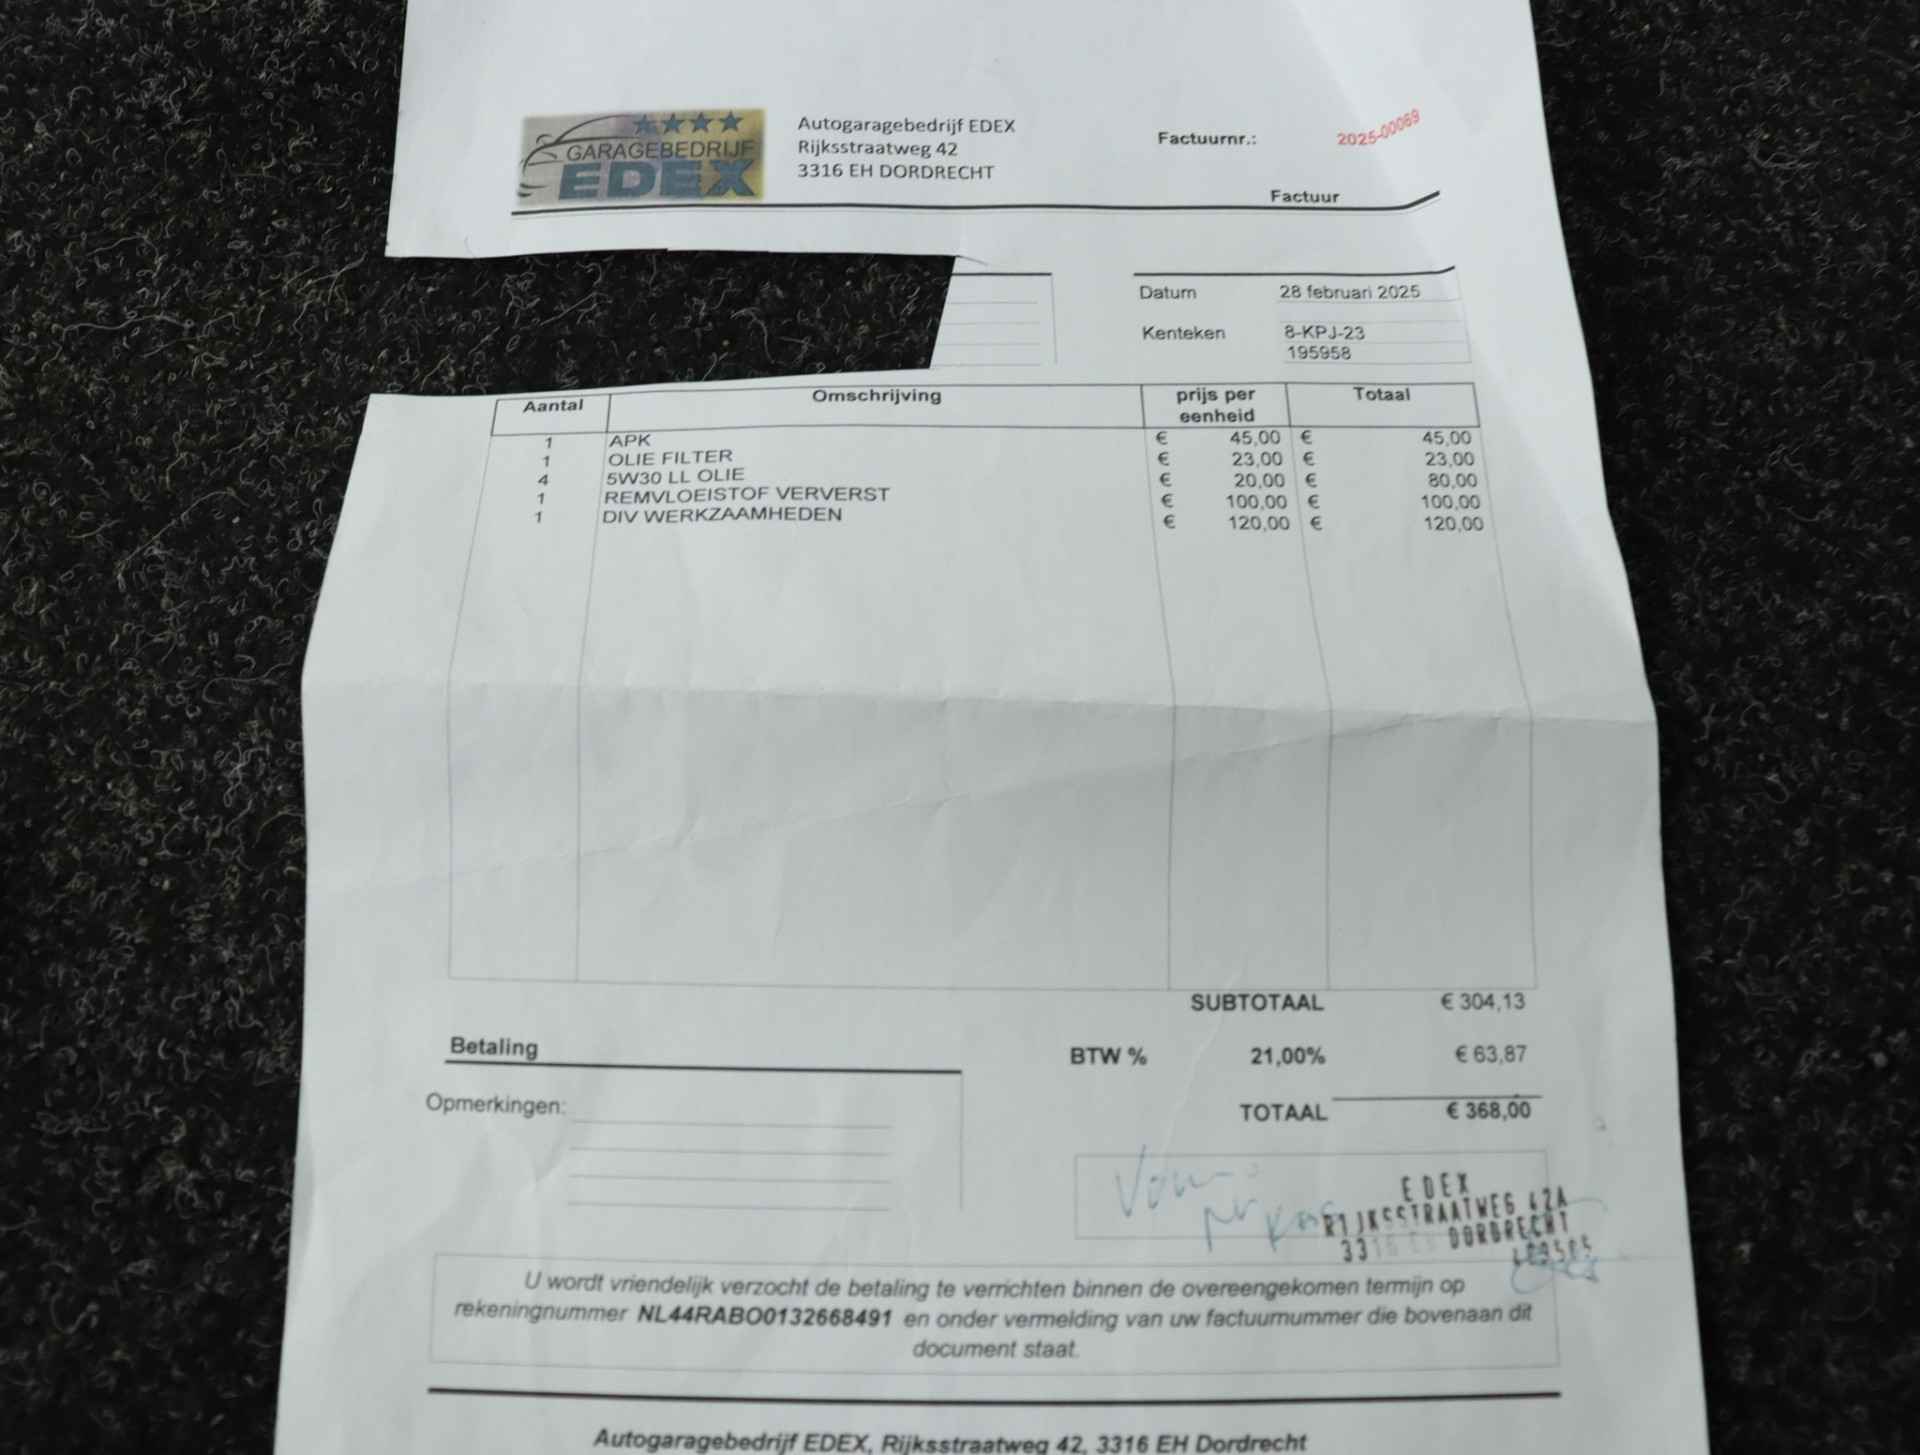 GARAGEBEDRIJF
EDEX
Autogaragebedrijf EDEX
Rijksstraatweg 42
3316 EH DORDRECHT
Factuurnr.: 2025-00069
Factuur
Datum 28 februari 2025
Kenteken 8-KPJ-23
195958
Aantal Omschrijving prijs per eenheid Totaal
1 APK € 45,00 € 45,00
1 OLIE FILTER € 23,00 € 23,00
4 5W30 LL OLIE € 20,00 € 80,00
1 REMVLOEISTOF VERVERST € 100,00 € 100,00
1 DIV WERKZAAMHEDEN € 120,00 € 120,00
SUBTOTAAL € 304,13
Betaling
BTW % 21,00% € 63,87
Opmerkingen:
TOTAAL € 368,00
EDEX
RIJKSSTRAATWEG 42A
3316 EH DORDRECHT
U wordt vriendelijk verzocht de betaling te verrichten binnen de overeengekomen termijn op
rekeningnummer NL44RABO0132668491 en onder vermelding van uw factuurnummer die bovenaan dit
document staat.
Autogaragebedrijf EDEX, Rijksstraatweg 42, 3316 EH Dordrecht